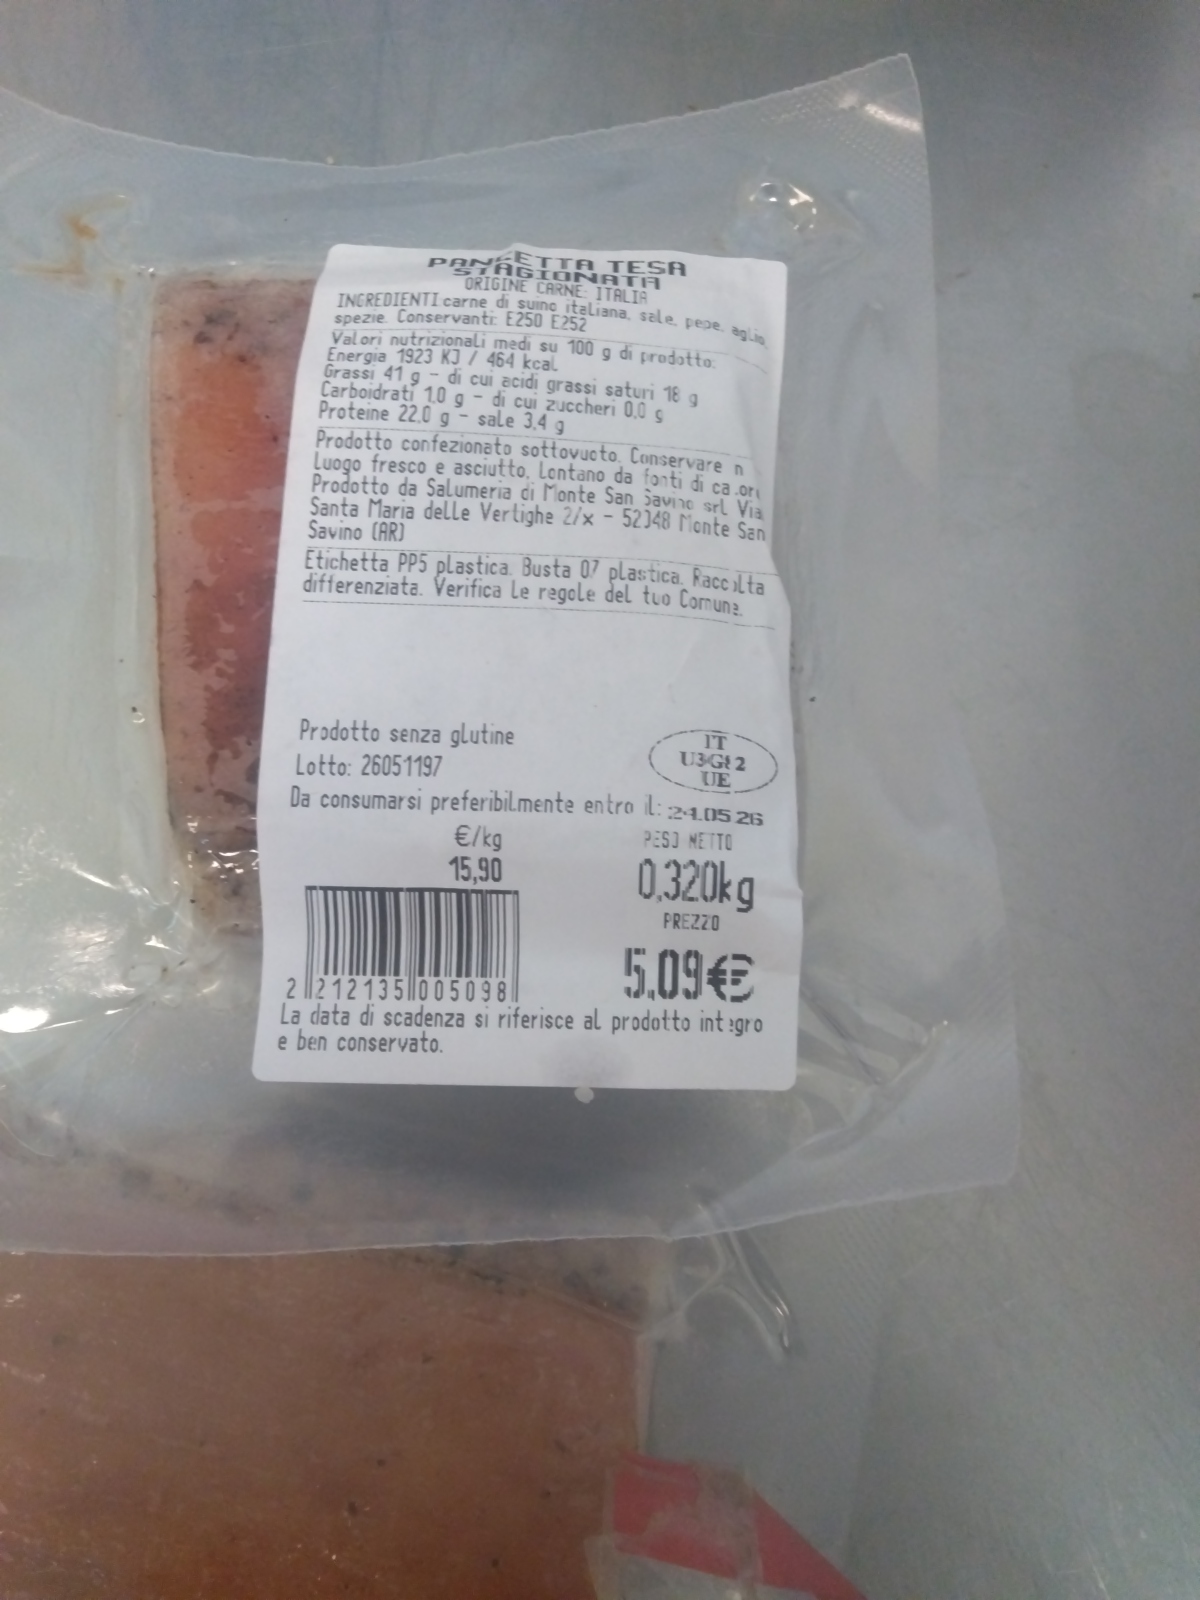 PANCETTA TESA
STAGIONATA
ORIGINE CARNE: ITALIA
INGREDIENTI carne di suino italiana, sale, pepe, aglio,
spezie. Conservanti: E250 E252
Valori nutrizionali medi su 100 g di prodotto:
Energia 1923 KJ / 464 kcal
Grassi 41 g - di cui acidi grassi saturi 18 g
Carboidrati 1,0 g - di cui zuccheri 0,0 g
Proteine 22,0 g - sale 3,4 g
Prodotto confezionato sottovuoto. Conservare n
Luogo fresco e asciutto, Lontano da fonti di calori
Prodotto da Salumeria di Monte San Savino srl Via
Santa Maria delle Vertighe 2/x - 52048 Monte San
Savino (AR)
Etichetta PP5 plastica. Busta 07 plastica. Raccolta
differenziata. Verifica le regole del tuo Comune.
Prodotto senza glutine
Lotto: 26051197
IT
UE
Da consumarsi preferibilmente entro il: 24.05.26
€/kg
15,90
PESO NETTO
0,320kg
PREZZO
5,09€
2 212135 005098
La data di scadenza si riferisce al prodotto integro
e ben conservato.